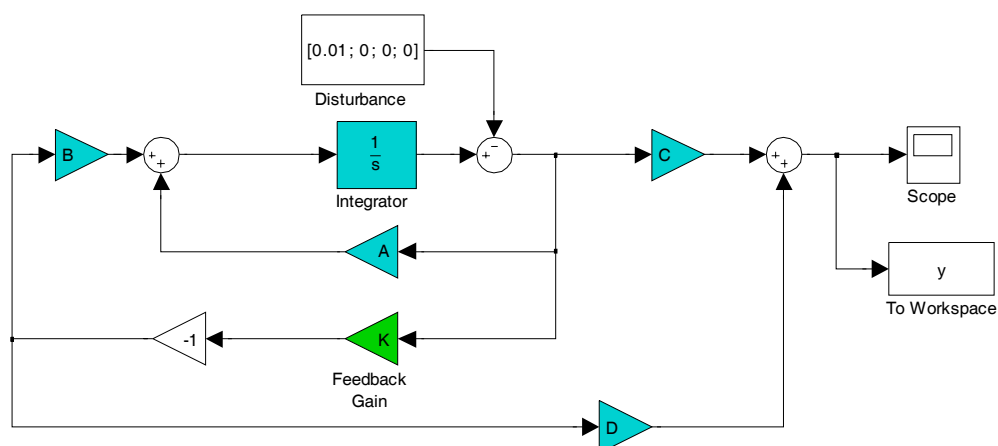 [0.01; 0; 0; 0]
Disturbance
B
+
+
1
s
Integrator
+
−
C
+
+
Scope
A
y
To Workspace
-1
K
Feedback
Gain
D